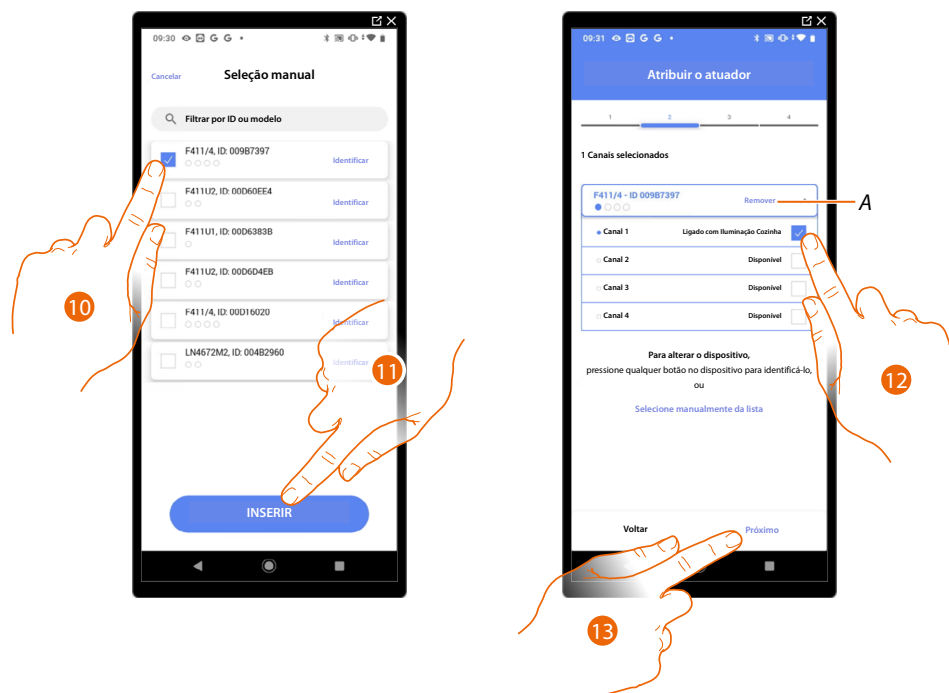 09:30 G G
Cancelar Seleção manual
Filtrar por ID ou modelo
F411/4, ID: 009B7397
Identificar
F411U2, ID: 00D60EE4
Identificar
F411U1, ID: 00D6383B
Identificar
F411U2, ID: 00D6D4EB
Identificar
F411/4, ID: 00D16020
Identificar
LN4672M2, ID: 004B2960
Identificar
INSERIR
10
11
09:31 G G
Atribuir o atuador
1 2 3 4
1 Canais selecionados
F411/4 - ID 009B7397
Remover
A
Canal 1 Ligado com Iluminação Cozinha
Canal 2 Disponível
Canal 3 Disponível
Canal 4 Disponível
Para alterar o dispositivo,
pressione qualquer botão no dispositivo para identificá-lo,
ou
Selecione manualmente da lista
12
Voltar Próximo
13